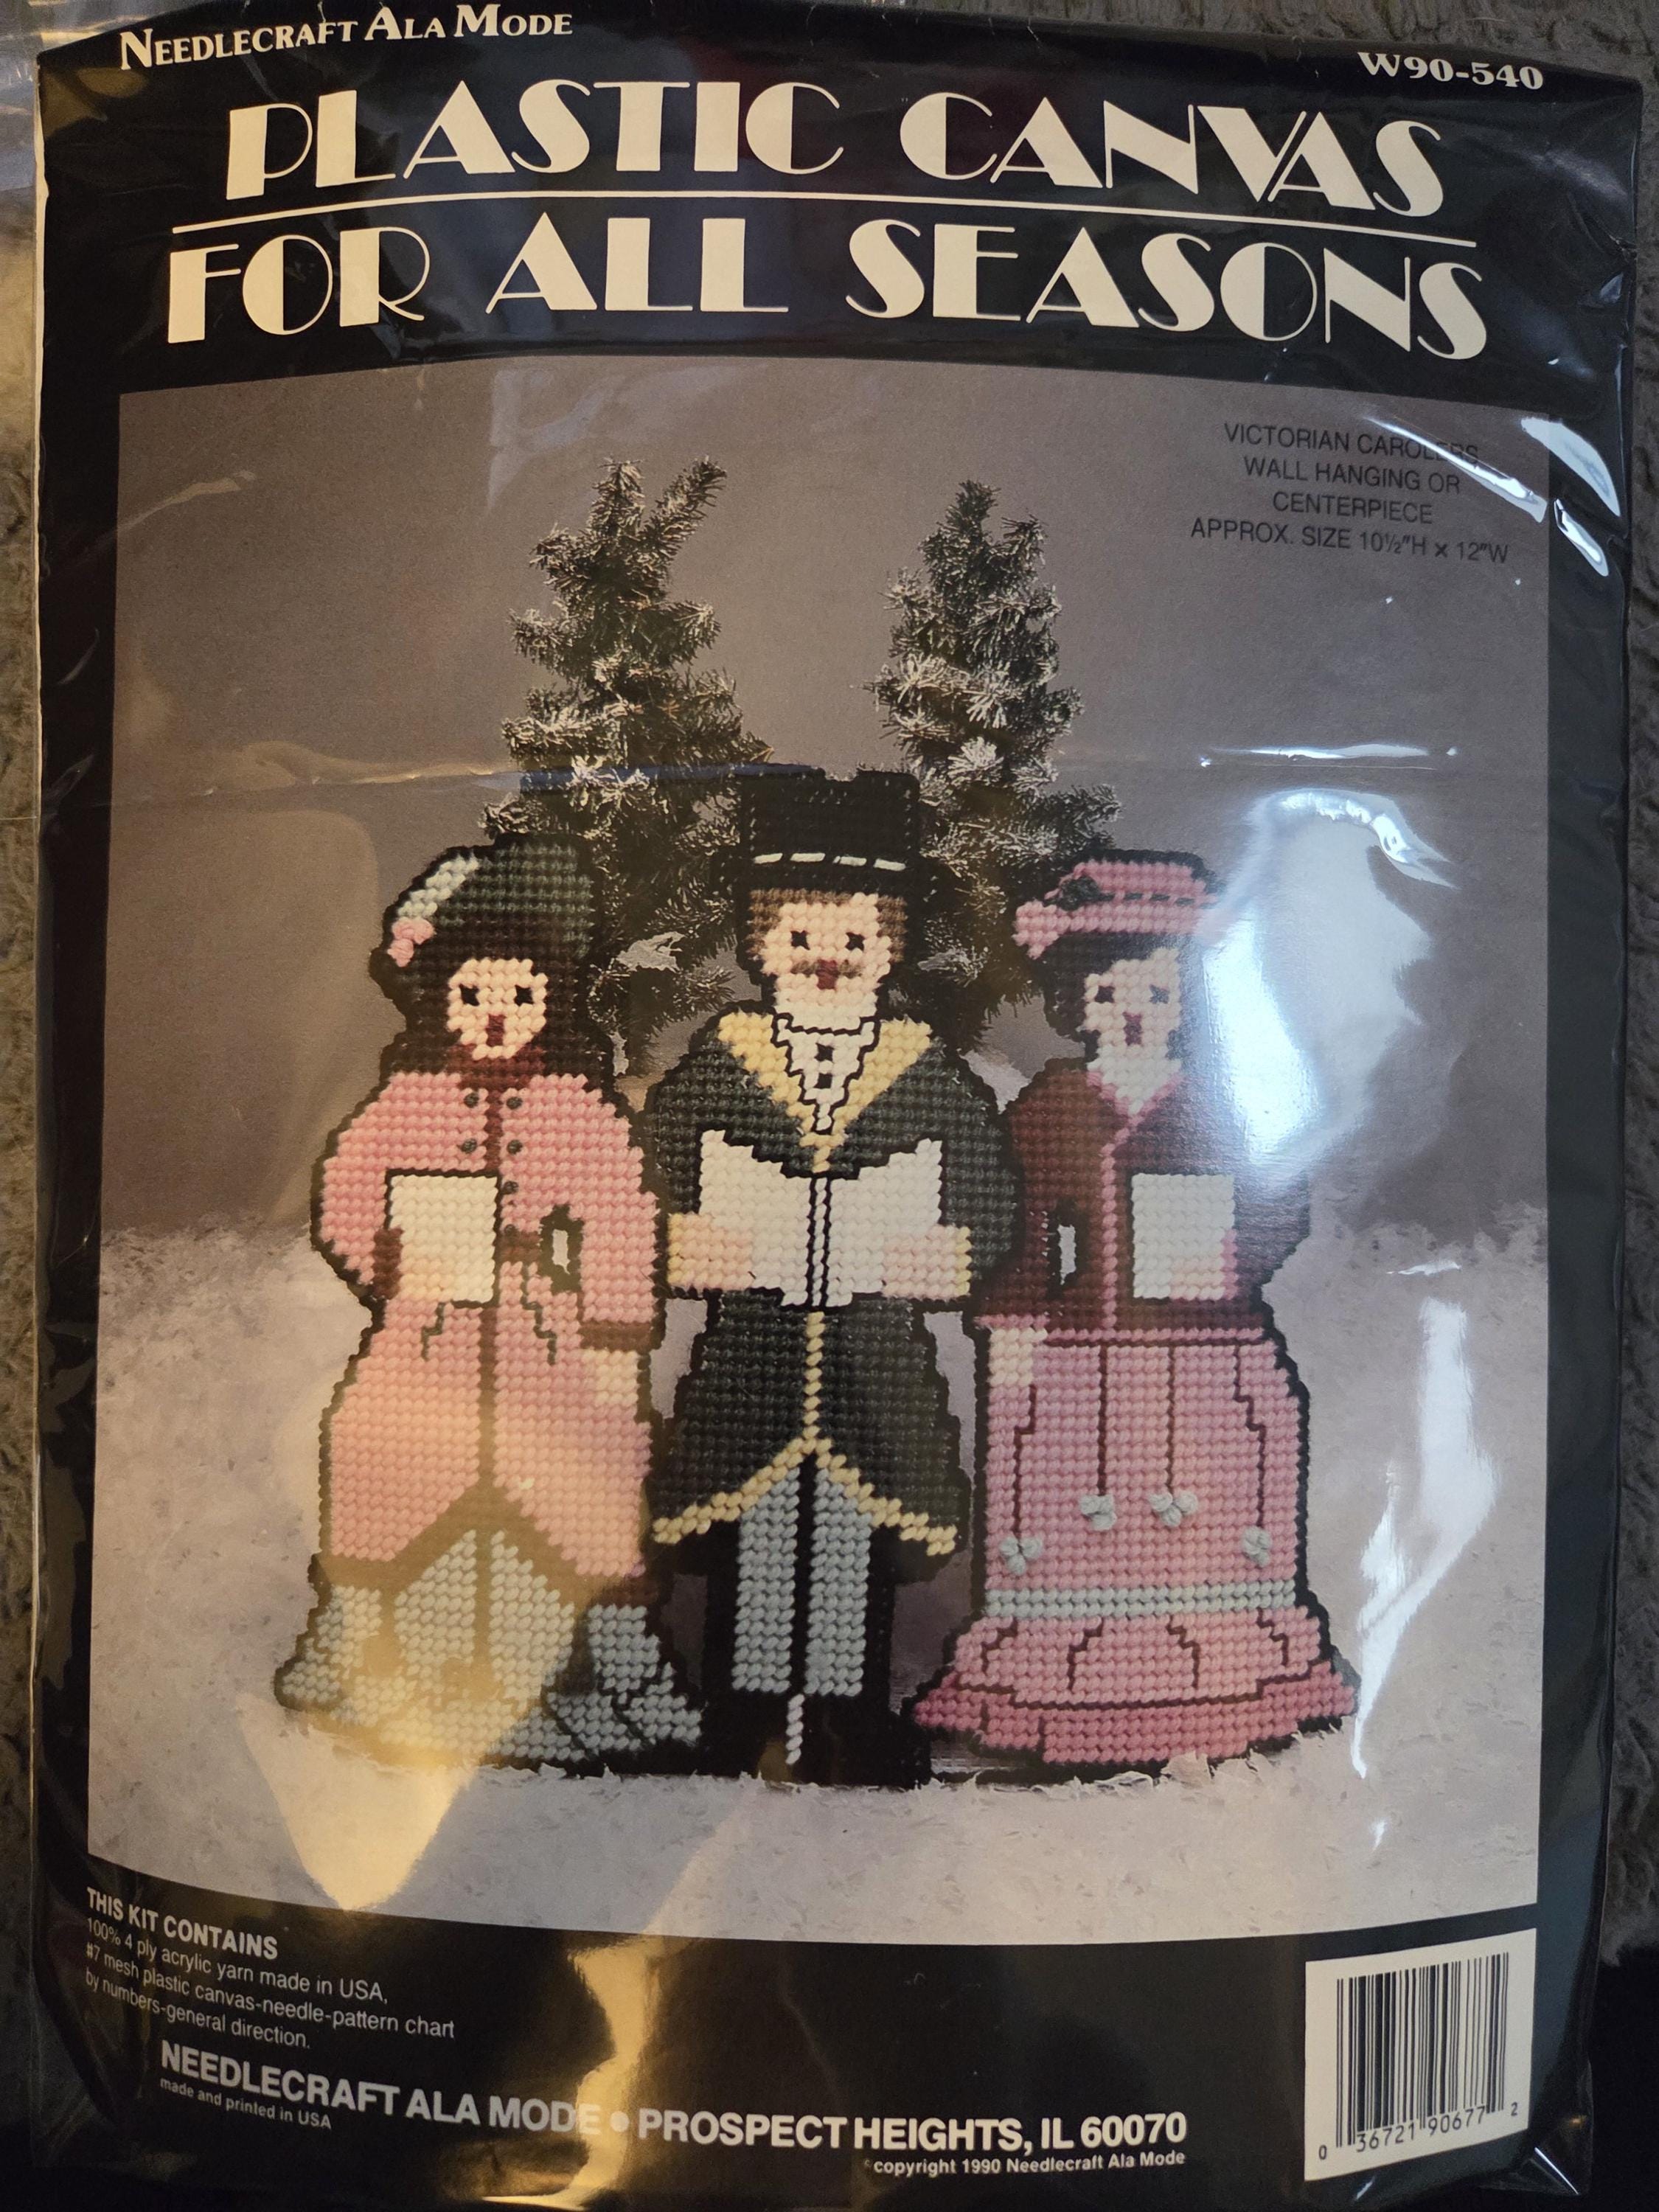 NEEDLECRAFT ALA MODE
W90-540
PLASTIC CANVAS
FOR ALL SEASONS
VICTORIAN CAROLERS
WALL HANGING OR
CENTERPIECE
APPROX. SIZE 10½"H x 12"W
THIS KIT CONTAINS
100% 4 ply acrylic yarn made in USA,
#7 mesh plastic canvas-needle-pattern chart
by numbers-general direction.
NEEDLECRAFT ALA MODE • PROSPECT HEIGHTS, IL 60070
made and printed in USA
copyright 1990 Needlecraft Ala Mode
0 36721 90677 2